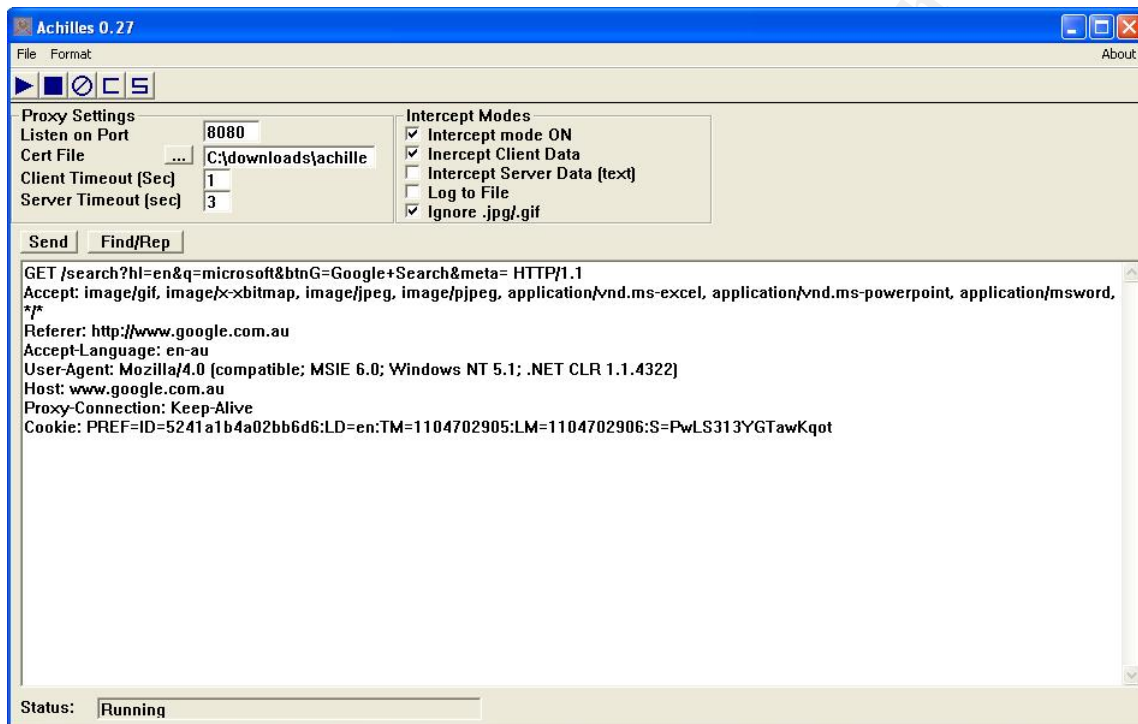 Achilles 0.27
File Format About
Proxy Settings
Listen on Port 8080
Cert File ... C:\downloads\achille
Client Timeout (Sec) 1
Server Timeout (sec) 3
Intercept Modes
Intercept mode ON
Inercept Client Data
Intercept Server Data (text)
Log to File
Ignore .jpg/.gif
Send Find/Rep
GET /search?hl=en&q=microsoft&btnG=Google+Search&meta= HTTP/1.1
Accept: image/gif, image/x-xbitmap, image/jpeg, image/pjpeg, application/vnd.ms-excel, application/vnd.ms-powerpoint, application/msword,
*/*
Referer: http://www.google.com.au
Accept-Language: en-au
User-Agent: Mozilla/4.0 (compatible; MSIE 6.0; Windows NT 5.1; .NET CLR 1.1.4322)
Host: www.google.com.au
Proxy-Connection: Keep-Alive
Cookie: PREF=ID=5241a1b4a02bb6d6:LD=en:TM=1104702905:LM=1104702906:S=PwLS313YGTawKqot
Status: Running